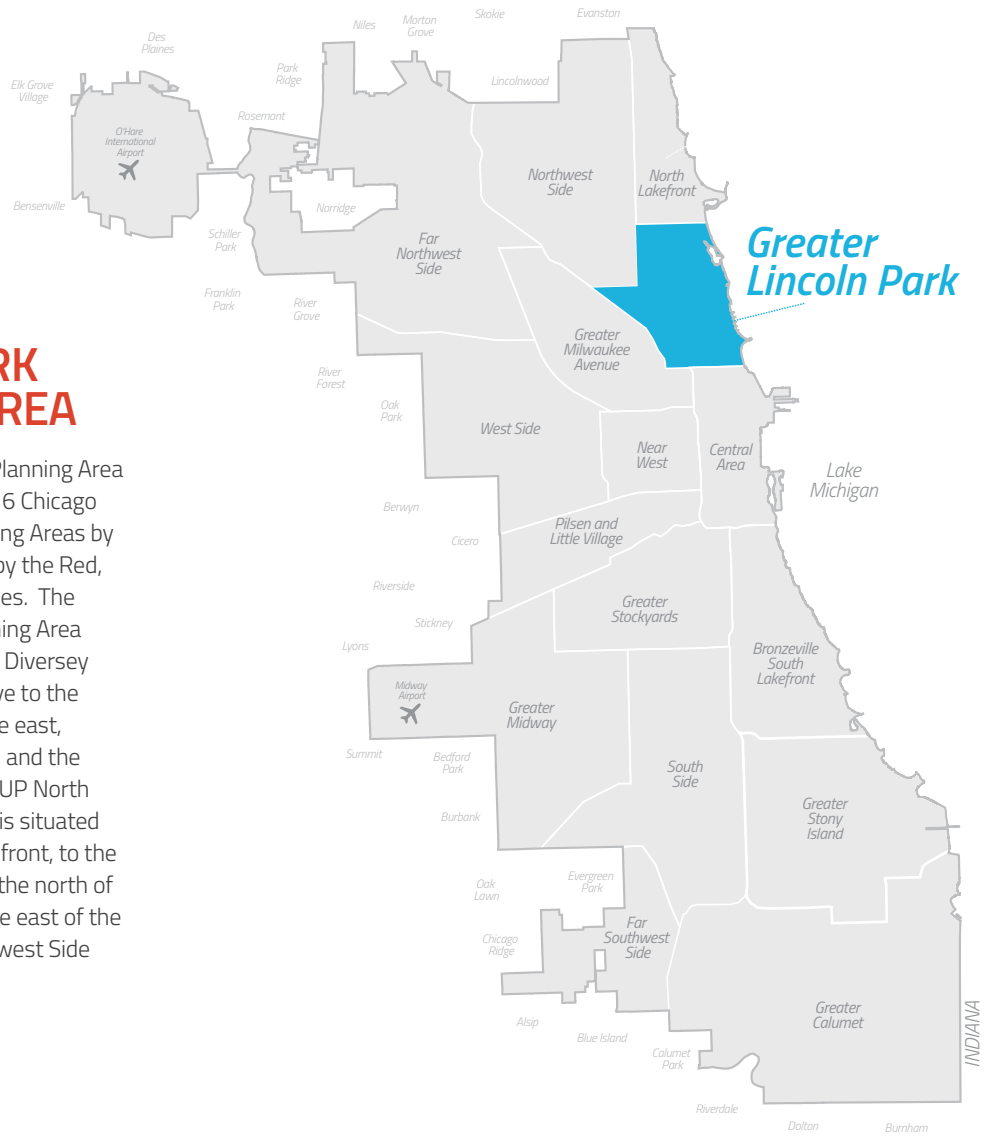 Skokie
Evanston
Niles
Morton
Grove
Des
Plaines
Park
Ridge
Lincolnwood
Elk Grove
Village
Rosemont
O'Hare
International
Airport
Northwest
Side
North
Lakefront
Bensenville
Norridge
Schiller
Park
Far
Northwest
Side
Greater
Lincoln Park
Franklin
Park
River
Grove
Greater
Milwaukee
Avenue
RK
REA
River
Forest
Oak
Park
West Side
Near
West
Central
Area
Lake
Michigan
Planning Area
16 Chicago
ng Areas by
by the Red,
es. The
ning Area
Diversey
ve to the
e east,
and the
UP North
is situated
front, to the
the north of
e east of the
west Side
Berwyn
Cicero
Pilsen and
Little Village
Riverside
Stickney
Lyons
Greater
Stockyards
Bronzeville
South
Lakefront
Midway
Airport
Greater
Midway
Summit
Bedford
Park
South
Side
Burbank
Greater
Stony
Island
Oak
Lawn
Evergreen
Park
Chicago
Ridge
Far
Southwest
Side
Alsip
Blue Island
Calumet
Park
Greater
Calumet
INDIANA
Riverdale
Dolton
Burnham